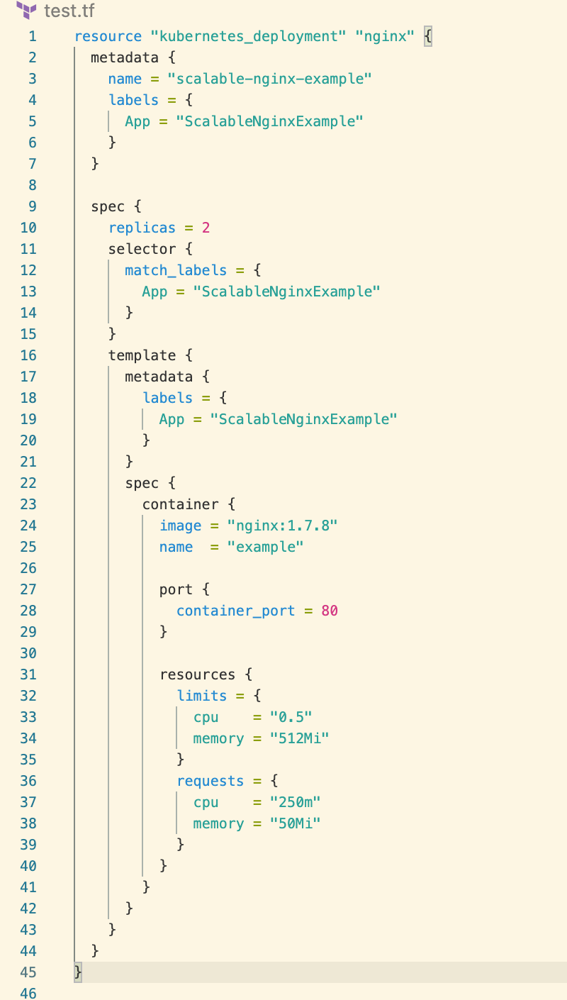 test.tf
1 resource "kubernetes_deployment" "nginx" {
2   metadata {
3     name = "scalable-nginx-example"
4     labels = {
5       App = "ScalableNginxExample"
6     }
7   }
8
9   spec {
10     replicas = 2
11     selector {
12       match_labels = {
13         App = "ScalableNginxExample"
14       }
15     }
16     template {
17       metadata {
18         labels = {
19           App = "ScalableNginxExample"
20         }
21       }
22       spec {
23         container {
24           image = "nginx:1.7.8"
25           name  = "example"
26
27           port {
28             container_port = 80
29           }
30
31           resources {
32             limits = {
33               cpu    = "0.5"
34               memory = "512Mi"
35             }
36             requests = {
37               cpu    = "250m"
38               memory = "50Mi"
39             }
40           }
41         }
42       }
43     }
44   }
45 }
46